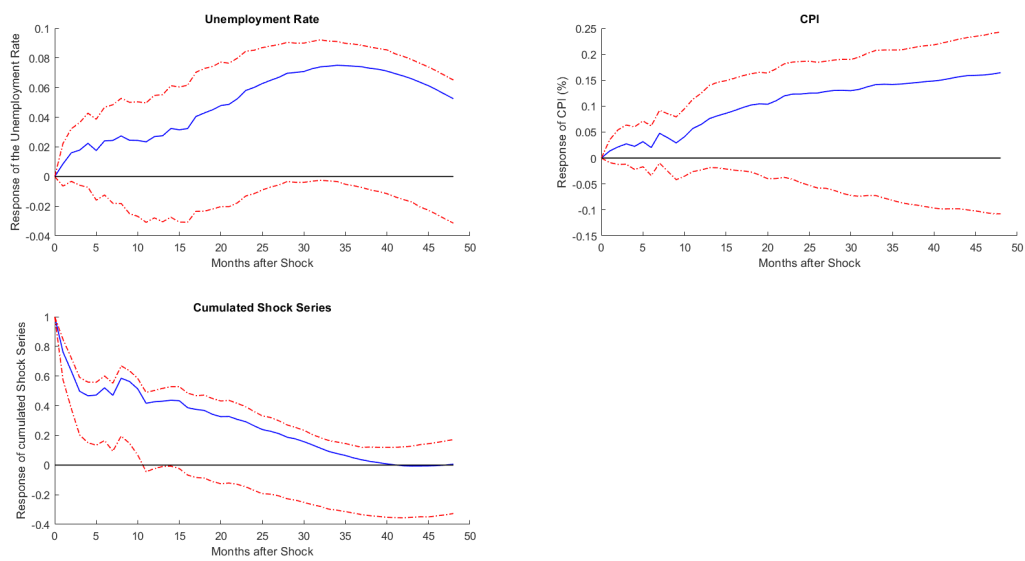 Unemployment Rate
Response of the Unemployment Rate
0.1
0.08
0.06
0.04
0.02
0
-0.02
-0.04
0 5 10 15 20 25 30 35 40 45 50
Months after Shock
CPI
Response of CPI (%)
0.25
0.2
0.15
0.1
0.05
0
-0.05
-0.1
-0.15
0 5 10 15 20 25 30 35 40 45 50
Months after Shock
Cumulated Shock Series
Response of cumulated Shock Series
1
0.8
0.6
0.4
0.2
0
-0.2
-0.4
0 5 10 15 20 25 30 35 40 45 50
Months after Shock